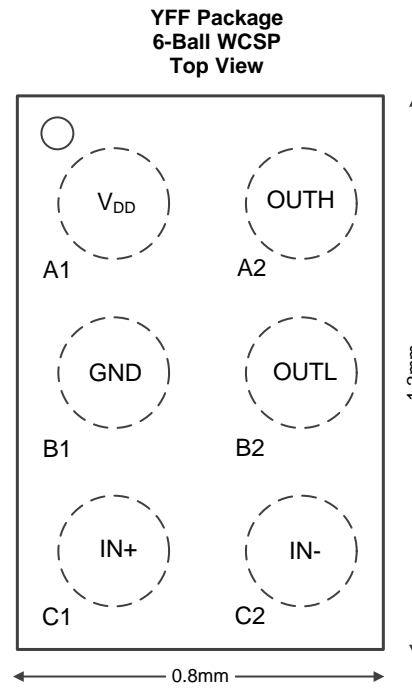 YFF Package
6-Ball WCSP
Top View
VDD
OUTH
A1
A2
GND
OUTL
B1
B2
IN+
IN-
C1
C2
0.8mm